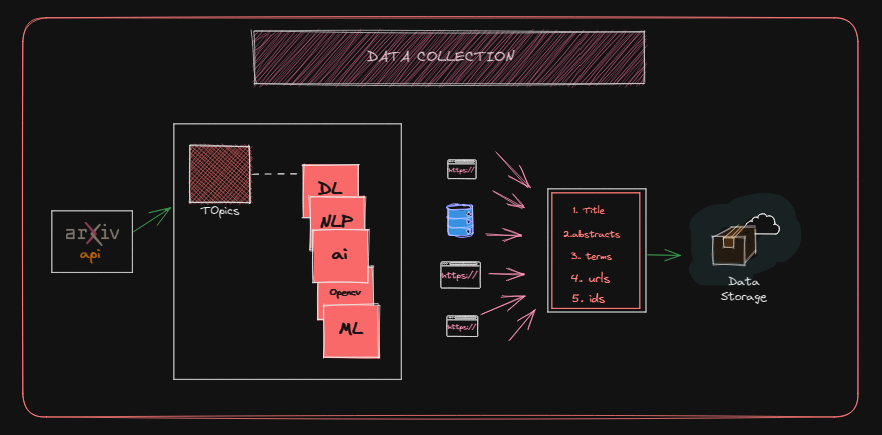 DATA COLLECTION
arXiv
api
TOpics
DL
NLP
ai
Opencv
ML
https://
https://
https://
1. Title
2.abstracts
3. terms
4. urls
5. ids
Data
Storage